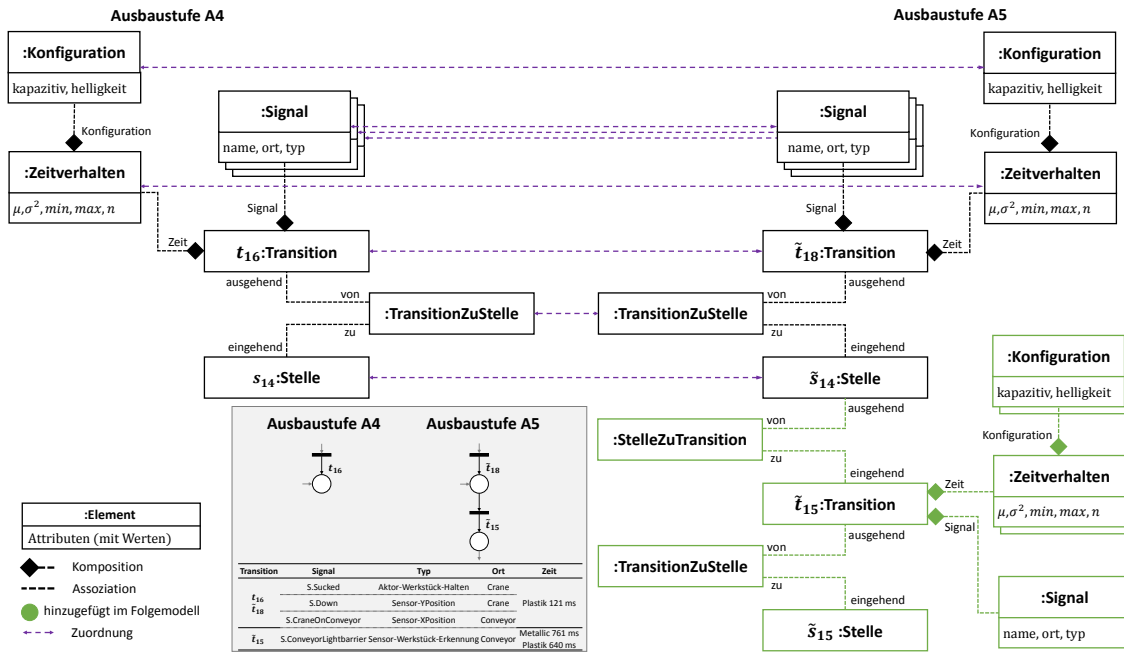 Ausbaustufe A4
Ausbaustufe A5
:Konfiguration
kapazitiv, helligkeit
:Konfiguration
kapazitiv, helligkeit
:Signal
name, ort, typ
:Signal
name, ort, typ
Konfiguration
Konfiguration
:Zeitverhalten
μ,σ², min, max, n
:Zeitverhalten
μ,σ², min, max, n
Signal
Signal
Zeit
Zeit
t₁₆:Transition
t̃₁₈:Transition
ausgehend
ausgehend
von
von
:TransitionZuStelle
:TransitionZuStelle
zu
zu
eingehend
eingehend
s₁₄:Stelle
s̃₁₄:Stelle
ausgehend
:Konfiguration
kapazitiv, helligkeit
von
:StelleZuTransition
zu
Konfiguration
eingehend
Zeit
:Zeitverhalten
μ,σ², min, max, n
t̃₁₅:Transition
Signal
ausgehend
von
:TransitionZuStelle
zu
eingehend
s̃₁₅ :Stelle
:Signal
name, ort, typ
Ausbaustufe A4
Ausbaustufe A5
t₁₆
t̃₁₈
t̃₁₅
Transition Signal Typ Ort Zeit
S.Sucked Aktor-Werkstück-Halten Crane
t₁₆
t̃₁₈
S.Down Sensor-YPosition Crane Plastik 121 ms
S.CraneOnConveyor Sensor-XPosition Conveyor
t̃₁₅ S.ConveyorLightbarrier Sensor-Werkstück-Erkennung Conveyor Metallic 761 ms
Plastik 640 ms
:Element
Attributen (mit Werten)
Komposition
Assoziation
hinzugefügt im Folgemodell
Zuordnung